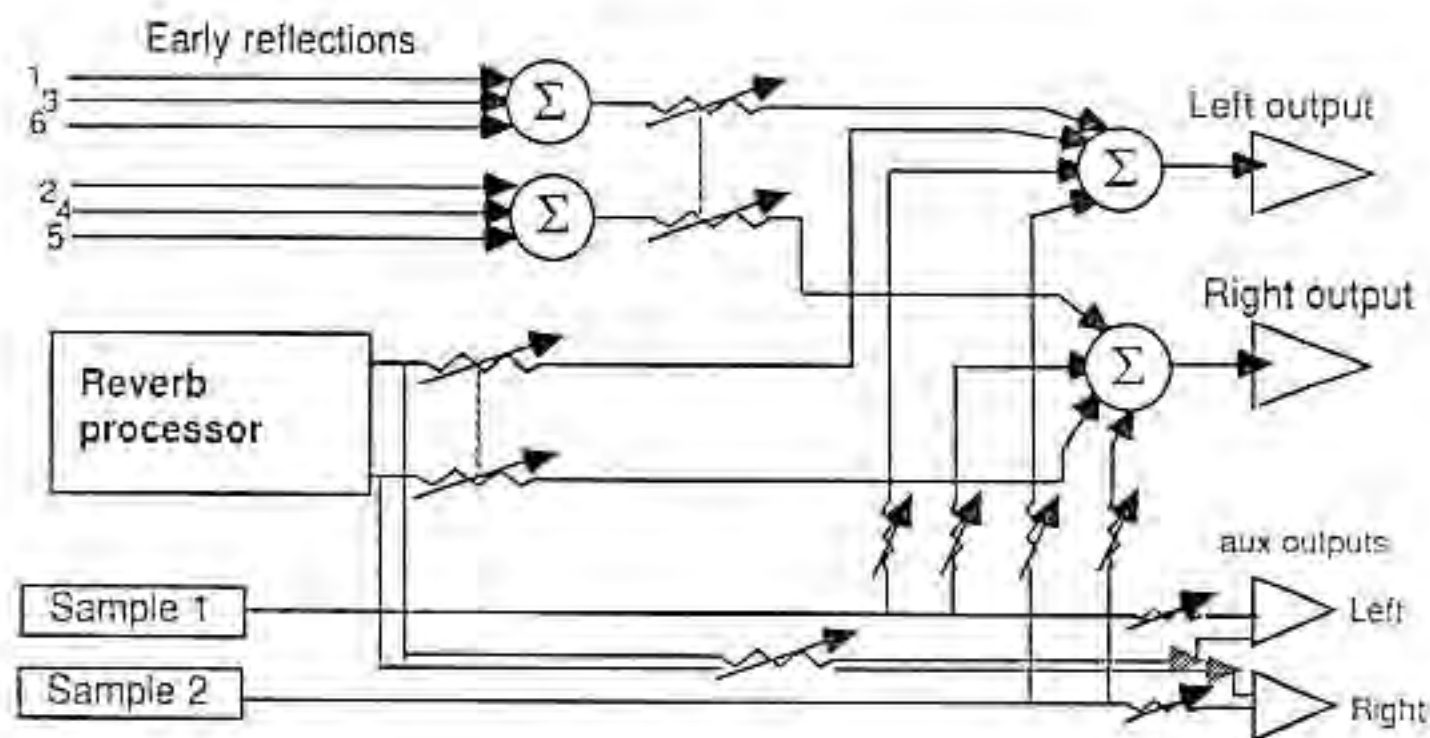 Early reflections
1
3
6
Σ
Left output
Σ
2
4
5
Σ
Right output
Σ
Reverb
processor
aux outputs
Sample 1
Left
Sample 2
Right